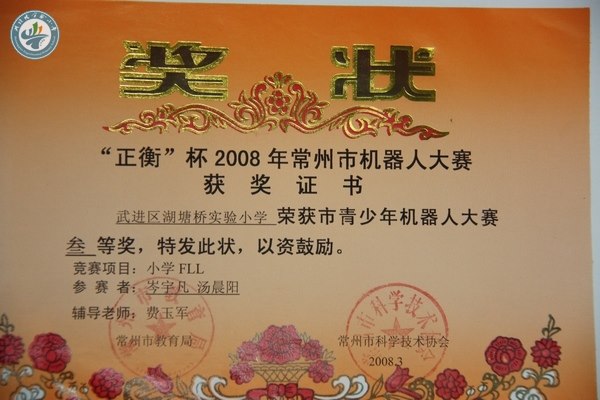 奖 状
“正衡”杯 2008 年常州市机器人大赛
获 奖 证 书
武进区湖塘桥实验小学 荣获市青少年机器人大赛
叁 等奖，特发此状，以资鼓励。
竞赛项目：小学 FLL
参 赛 者：岑宇凡 汤晨阳
辅导老师：费玉军
常州市教育局 常州市科学技术协会
2008.3